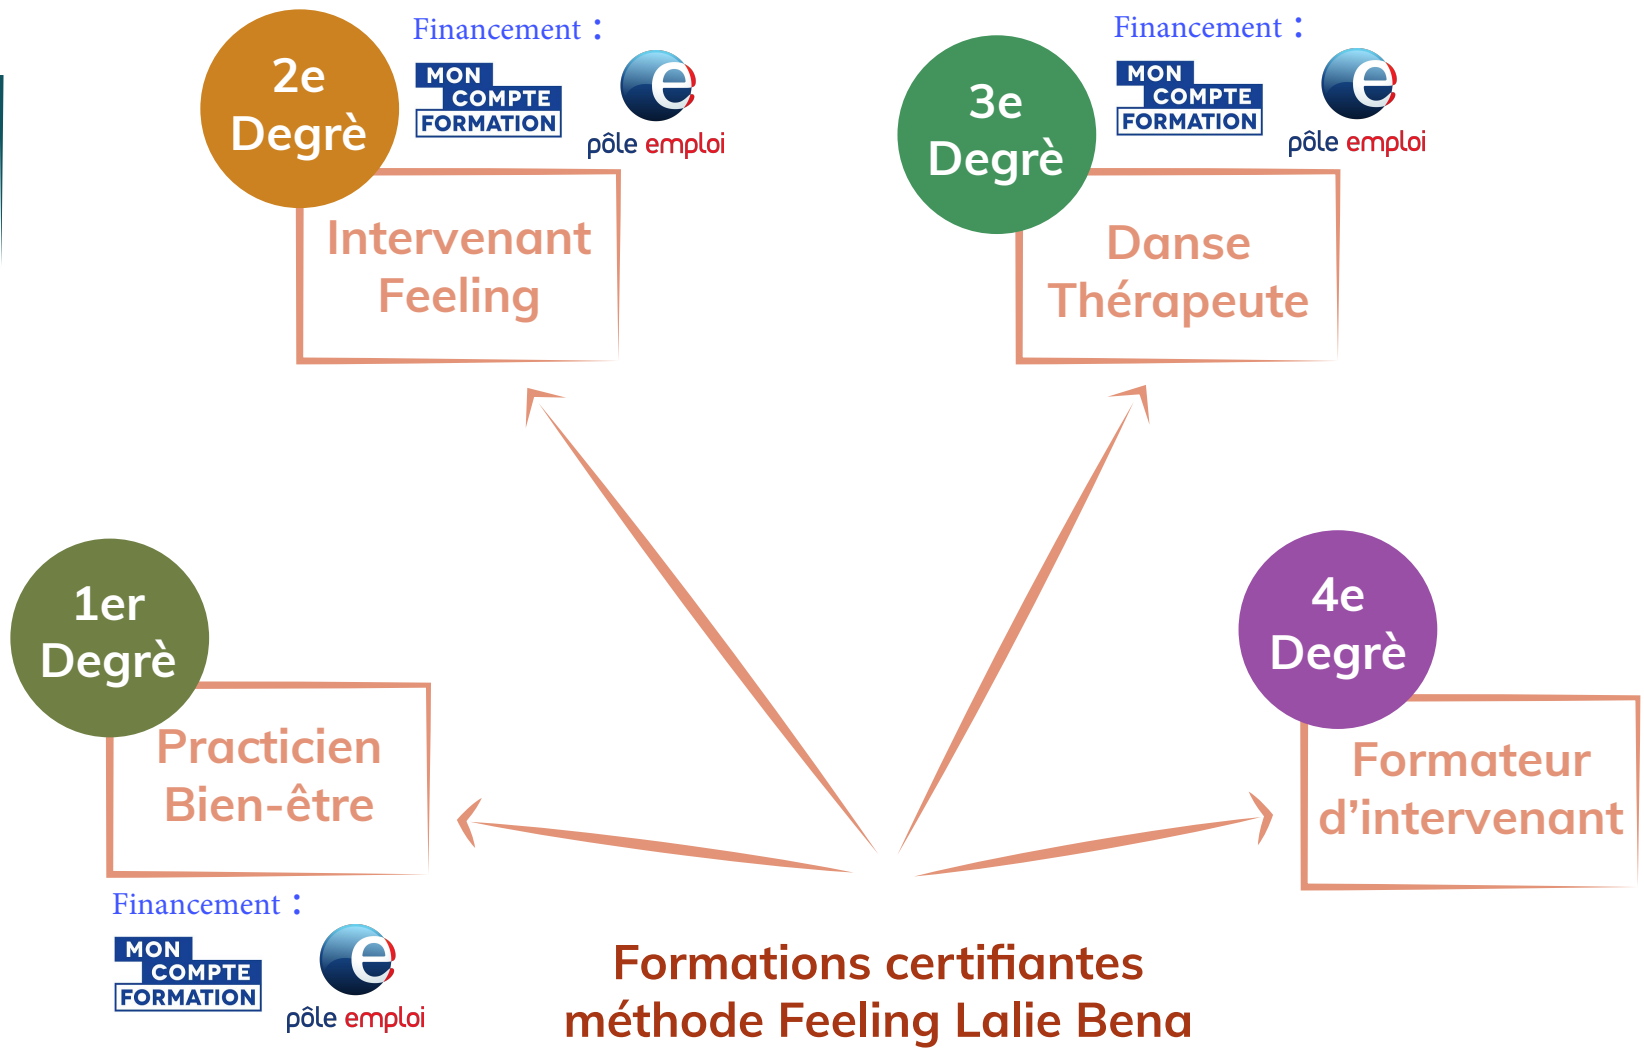 2e
Degrè
Financement :
MON
COMPTE
FORMATION
e
pôle emploi
Intervenant
Feeling
3e
Degrè
Financement :
MON
COMPTE
FORMATION
e
pôle emploi
Danse
Thérapeute
1er
Degrè
Practicien
Bien-être
Financement :
MON
COMPTE
FORMATION
e
pôle emploi
4e
Degrè
Formateur
d’intervenant
Formations certifiantes
méthode Feeling Lalie Bena